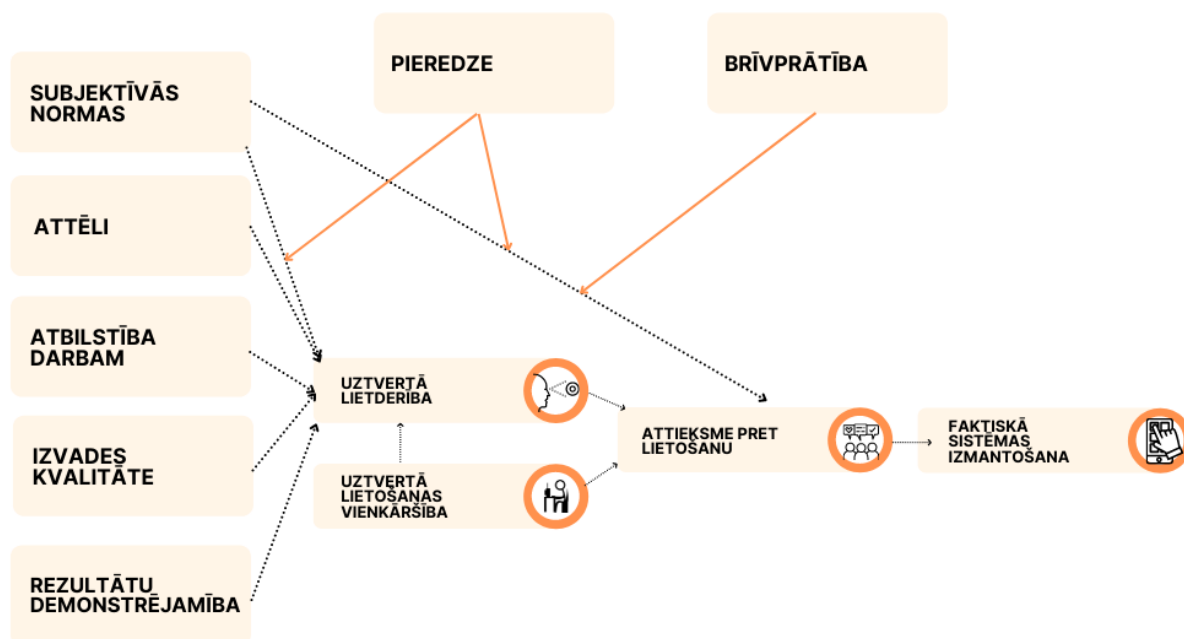 PIEREDZE
BRĪVPRĀTĪBA
SUBJEKTĪVĀS
NORMAS
ATTĒLI
ATBILSTĪBA
DARBAM
IZVADES
KVALITĀTE
REZULTĀTU
DEMONSTRĒJAMĪBA
UZTVERTĀ
LIETDERĪBA
UZTVERTĀ
LIETOŠANAS
VIENKĀRŠĪBA
ATTIEKSME PRET
LIETOŠANU
FAKTISKĀ
SISTĒMAS
IZMANTOŠANA